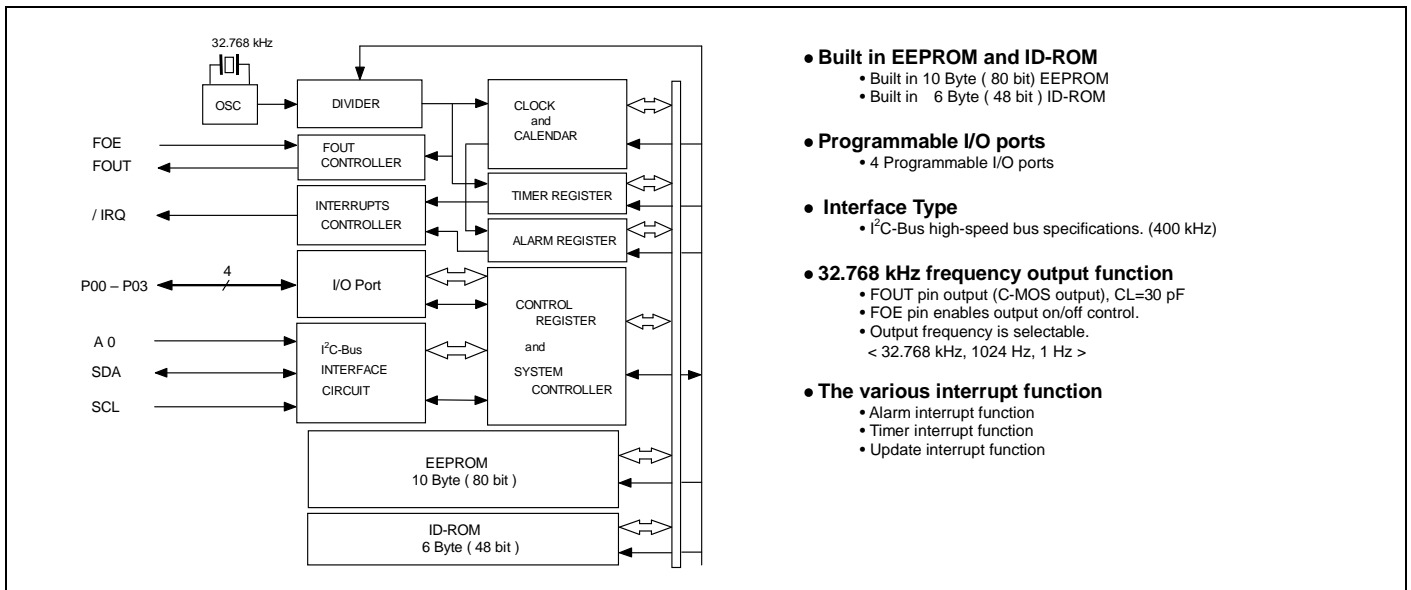 32.768 kHz
OSC
DIVIDER
CLOCK
and
CALENDAR
FOE
FOUT
FOUT
CONTROLLER
TIMER REGISTER
/ IRQ
INTERRUPTS
CONTROLLER
ALARM REGISTER
P00 – P03
4
I/O Port
CONTROL
REGISTER
and
SYSTEM
CONTROLLER
A 0
SDA
SCL
I²C-Bus
INTERFACE
CIRCUIT
EEPROM
10 Byte ( 80 bit )
ID-ROM
6 Byte ( 48 bit )
● Built in EEPROM and ID-ROM
• Built in 10 Byte ( 80 bit) EEPROM
• Built in 6 Byte ( 48 bit ) ID-ROM
● Programmable I/O ports
• 4 Programmable I/O ports
● Interface Type
• I²C-Bus high-speed bus specifications. (400 kHz)
● 32.768 kHz frequency output function
• FOUT pin output (C-MOS output), CL=30 pF
• FOE pin enables output on/off control.
• Output frequency is selectable.
< 32.768 kHz, 1024 Hz, 1 Hz >
● The various interrupt function
• Alarm interrupt function
• Timer interrupt function
• Update interrupt function